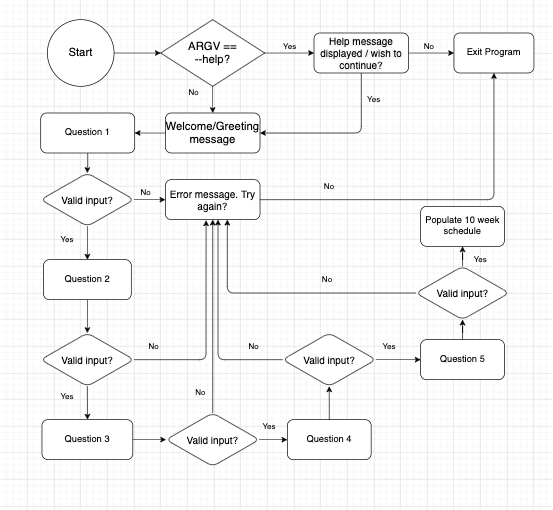 Start
ARGV ==
--help?
Yes
Help message
displayed / wish to
continue?
No
Exit Program
No
Yes
Welcome/Greeting
message
Question 1
Valid input?
No
Error message. Try
again?
No
Yes
Populate 10 week
schedule
Yes
Question 2
No
Valid input?
Valid input?
No
No
Valid input?
Yes
Question 5
Yes
No
Question 3
Valid input?
Yes
Question 4